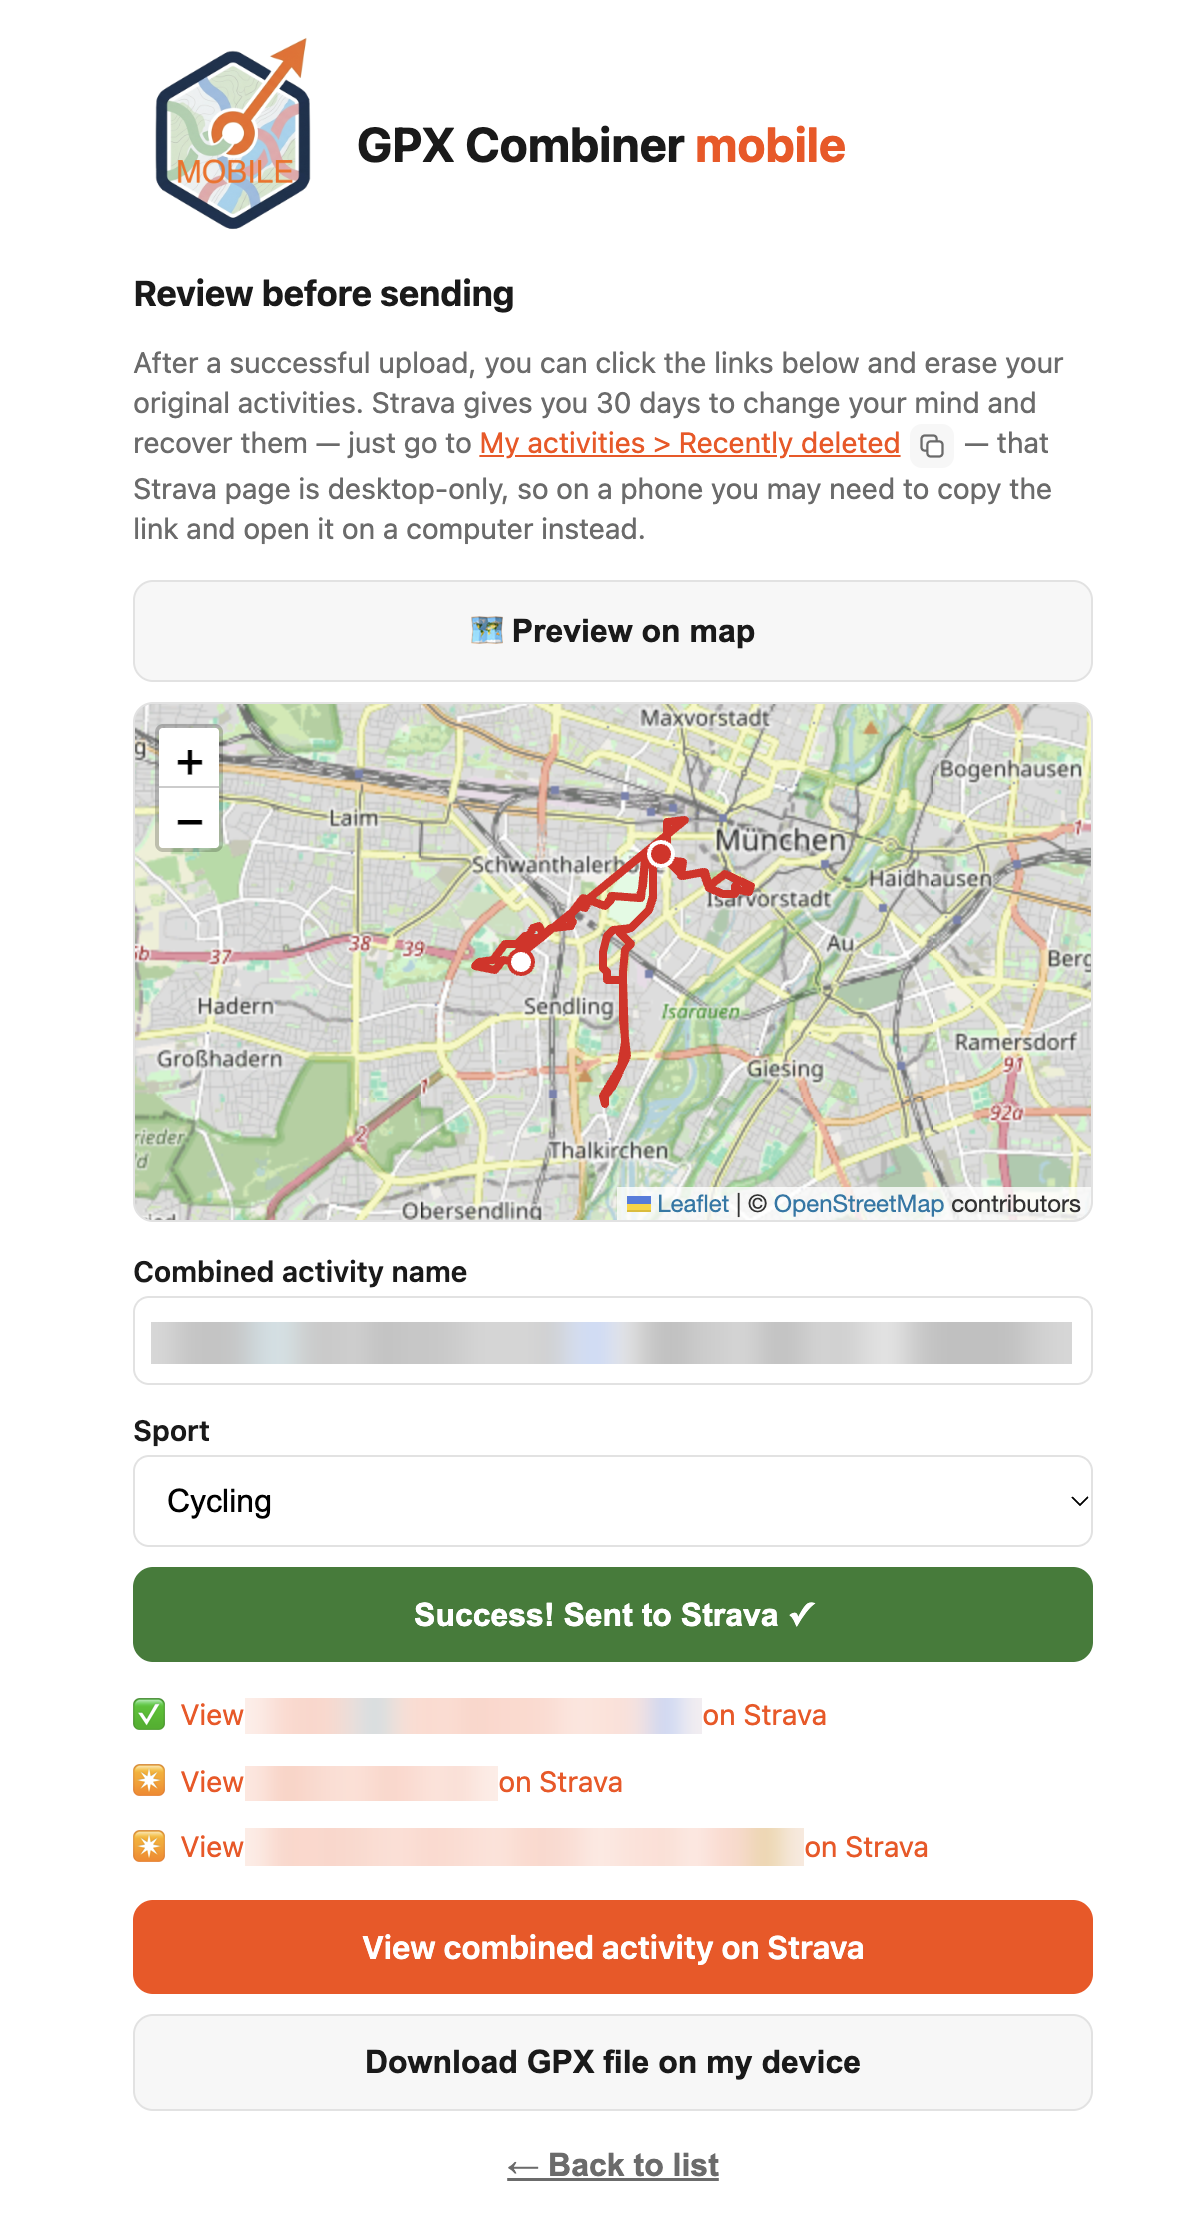 MOBILE
GPX Combiner mobile
Review before sending
After a successful upload, you can click the links below and erase your
original activities. Strava gives you 30 days to change your mind and
recover them — just go to My activities > Recently deleted — that
Strava page is desktop-only, so on a phone you may need to copy the
link and open it on a computer instead.
🗺️ Preview on map
+
−
Maxvorstadt
Bogenhausen
Laim
München
Schwanthalerh
Haidhausen
Isarvorstadt
38
39
37
Au
Berg
Hadern
Sendling
Isarauen
Ramersdorf
Großhadern
Giesing
91
1
1
92a
2
rieder
d
Thalkirchen
Obersendling
Leaflet | © OpenStreetMap contributors
Combined activity name
Sport
Cycling
Success! Sent to Strava ✓
✅ View on Strava
✴️ View on Strava
✴️ View on Strava
View combined activity on Strava
Download GPX file on my device
← Back to list